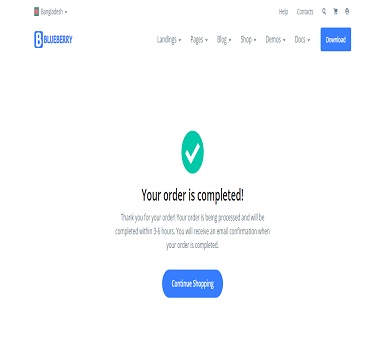 Bangladesh Help Contacts
B BLUEBERRY Landings Pages Blog Shop Demos Docs Download
Your order is completed!
Thank you for your order! Your order is being processed and will be
completed within 3-6 hours. You will receive an email confirmation when
your order is completed.
Continue Shopping